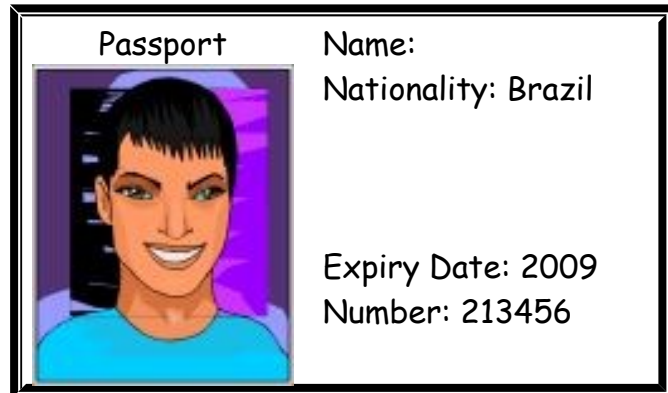 Passport
Name:
Nationality: Brazil
Expiry Date: 2009
Number: 213456